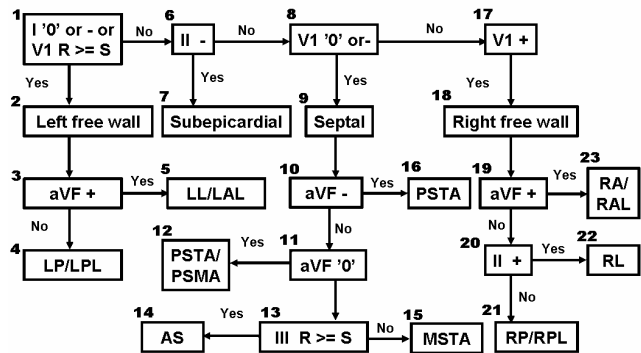 1
I '0' or - or
V1 R >= S
No
6
II -
No
8
V1 '0' or-
No
17
V1 +
Yes
Yes
Yes
Yes
2
Left free wall
7
Subepicardial
9
Septal
18
Right free wall
3
aVF +
Yes
5
LL/LAL
10
aVF -
Yes
16
PSTA
19
aVF +
Yes
23
RA/
RAL
No
No
No
4
LP/LPL
12
PSTA/
PSMA
Yes
11
aVF '0'
20
II +
Yes
22
RL
No
14
AS
Yes
13
III R >= S
No
15
MSTA
21
RP/RPL